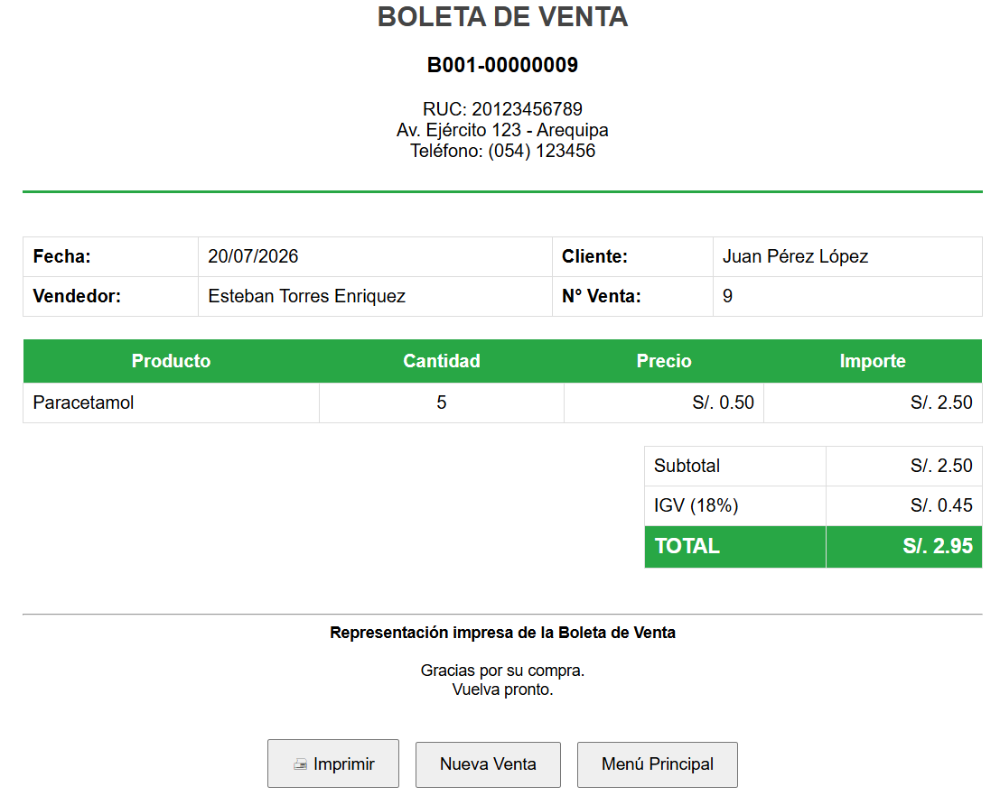 BOLETA DE VENTA
B001-00000009
RUC: 20123456789
Av. Ejército 123 - Arequipa
Teléfono: (054) 123456
Fecha: 20/07/2026 Cliente: Juan Pérez López
Vendedor: Esteban Torres Enriquez N° Venta: 9
Producto Cantidad Precio Importe
Paracetamol 5 S/. 0.50 S/. 2.50
Subtotal S/. 2.50
IGV (18%) S/. 0.45
TOTAL S/. 2.95
Representación impresa de la Boleta de Venta
Gracias por su compra.
Vuelva pronto.
Imprimir Nueva Venta Menú Principal